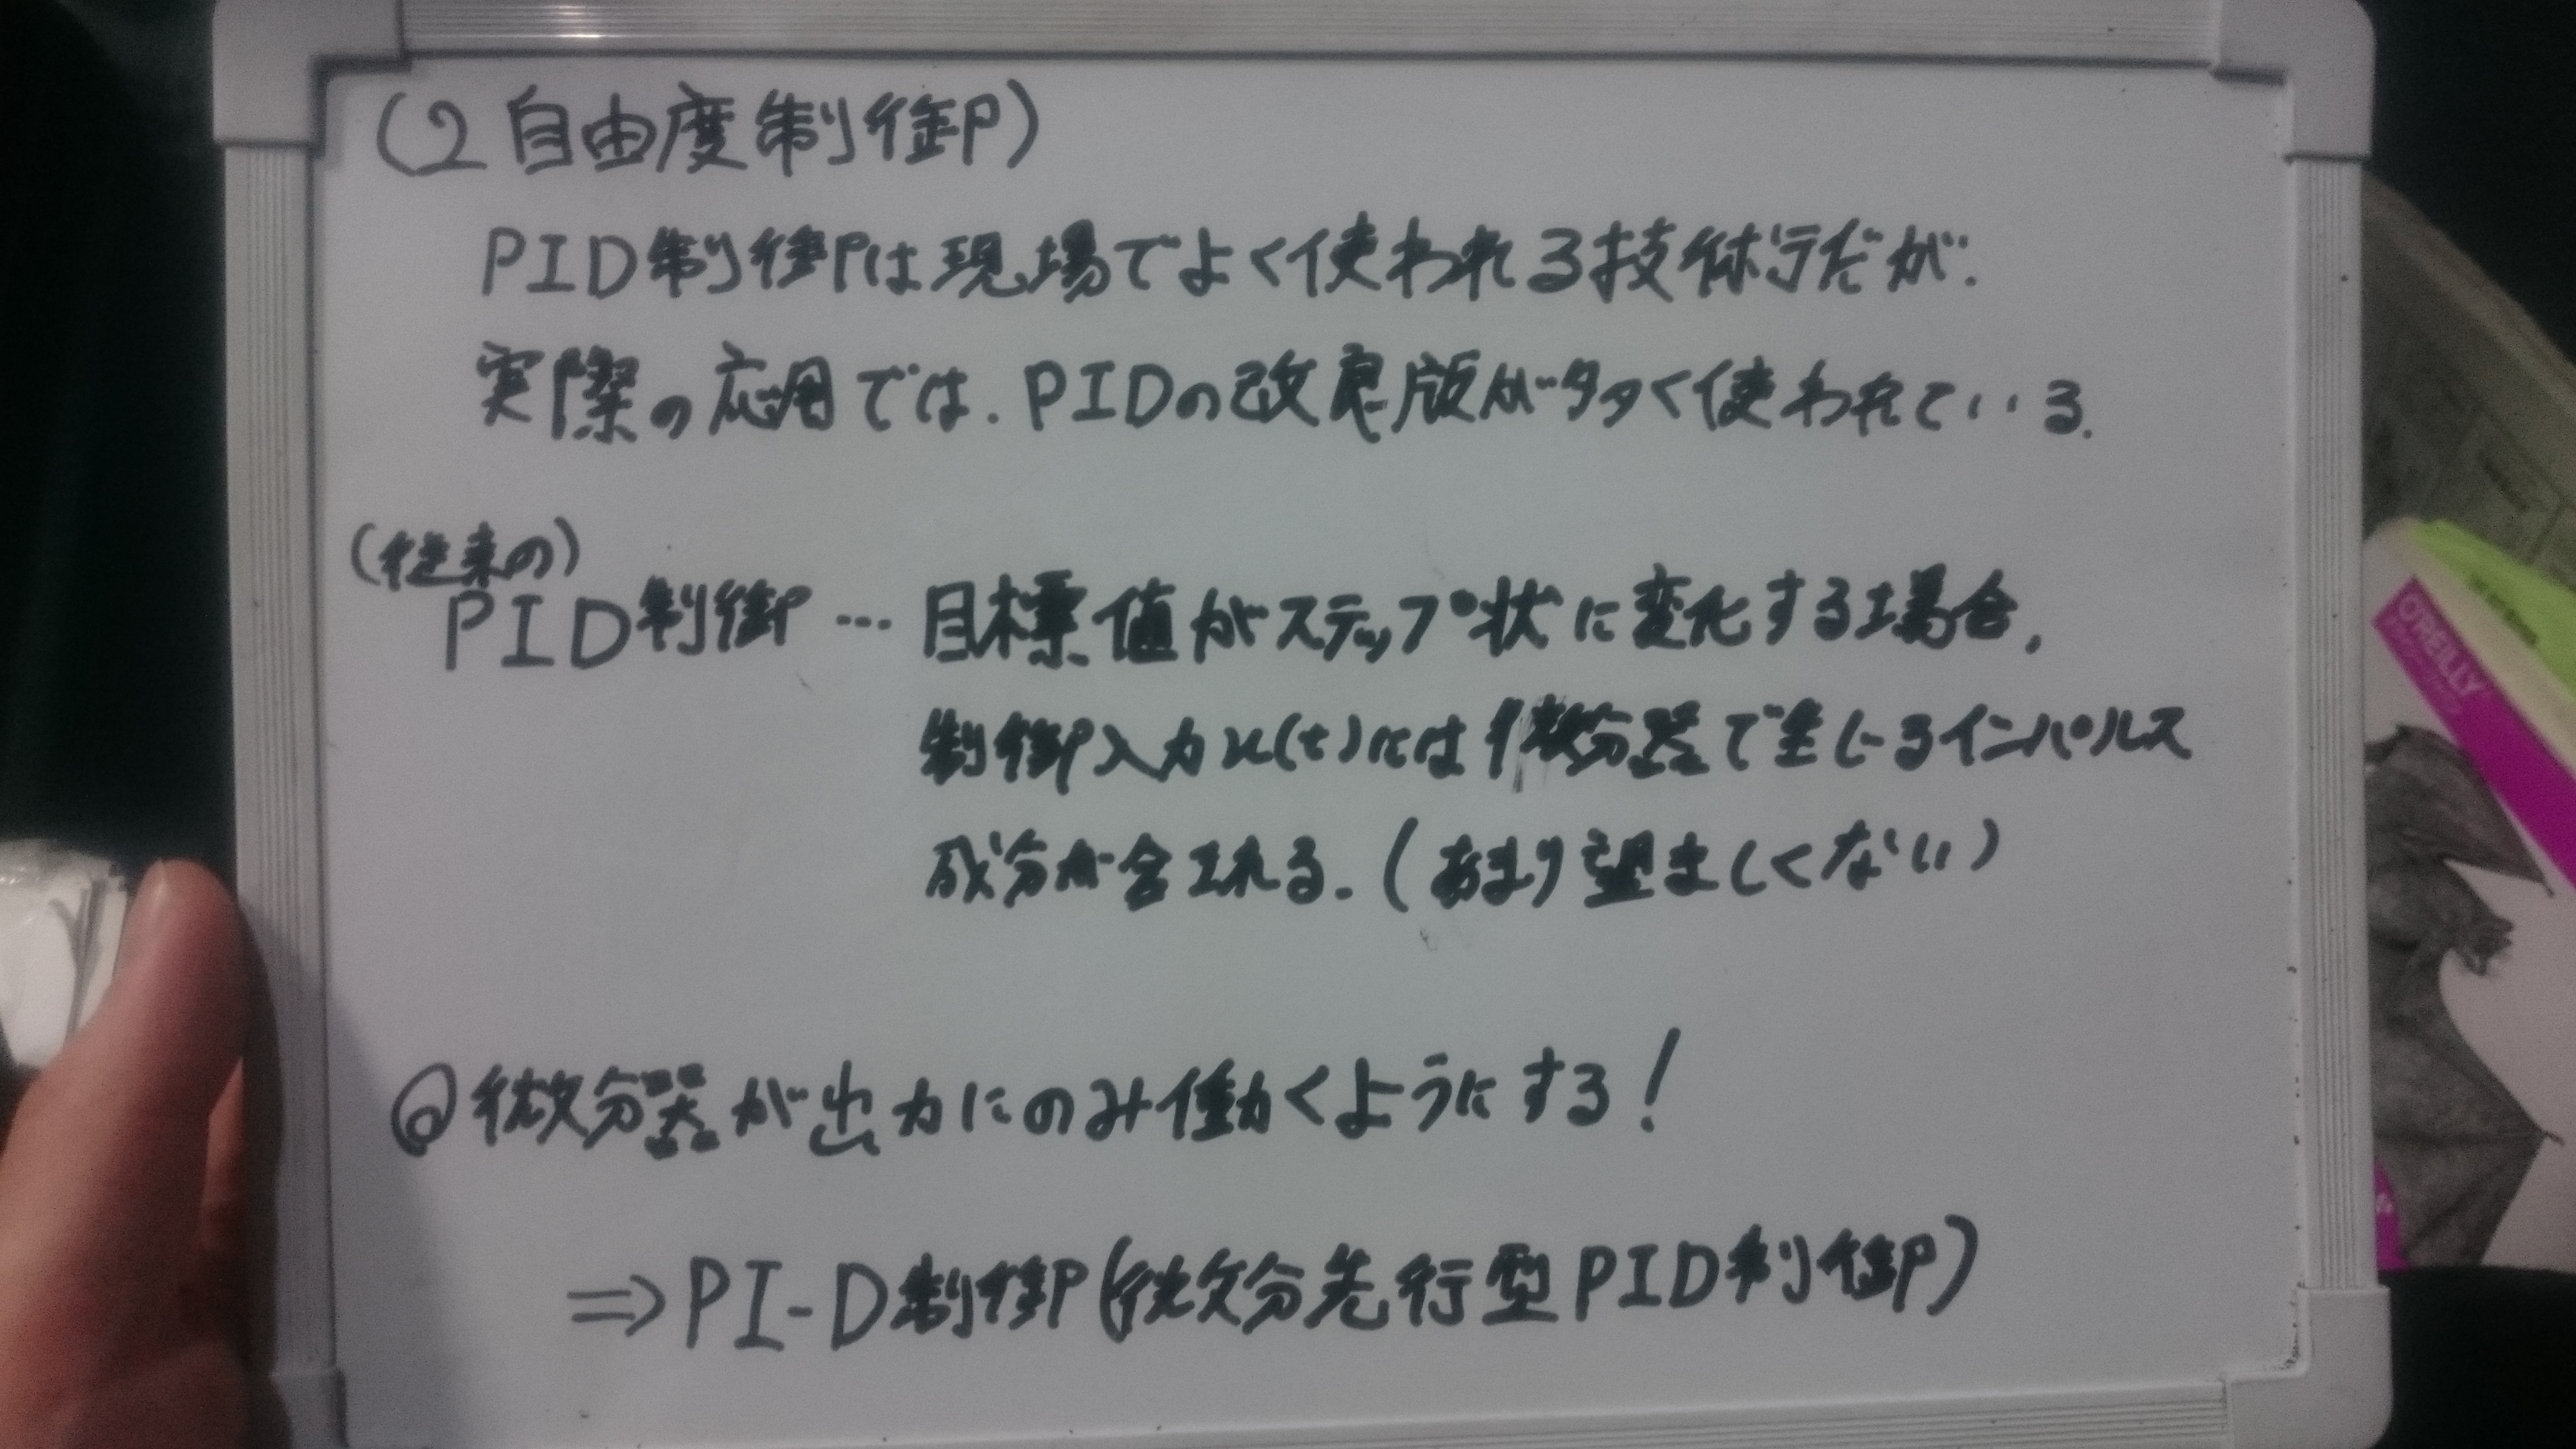 (2自由度制御)
PID制御は現場でよく使われる技術だが.
実際の応用では.PIDの改良版が多く使われている.
(従来の)
PID制御…目標値がステップ状に変化する場合,
制御入力u(t)には微分器で生じるインパルス
成分が含まれる.(あまり望ましくない)
◎微分器が出力にのみ働くようにする!
⇒PI-D制御(微分先行型PID制御)
O'REILLY